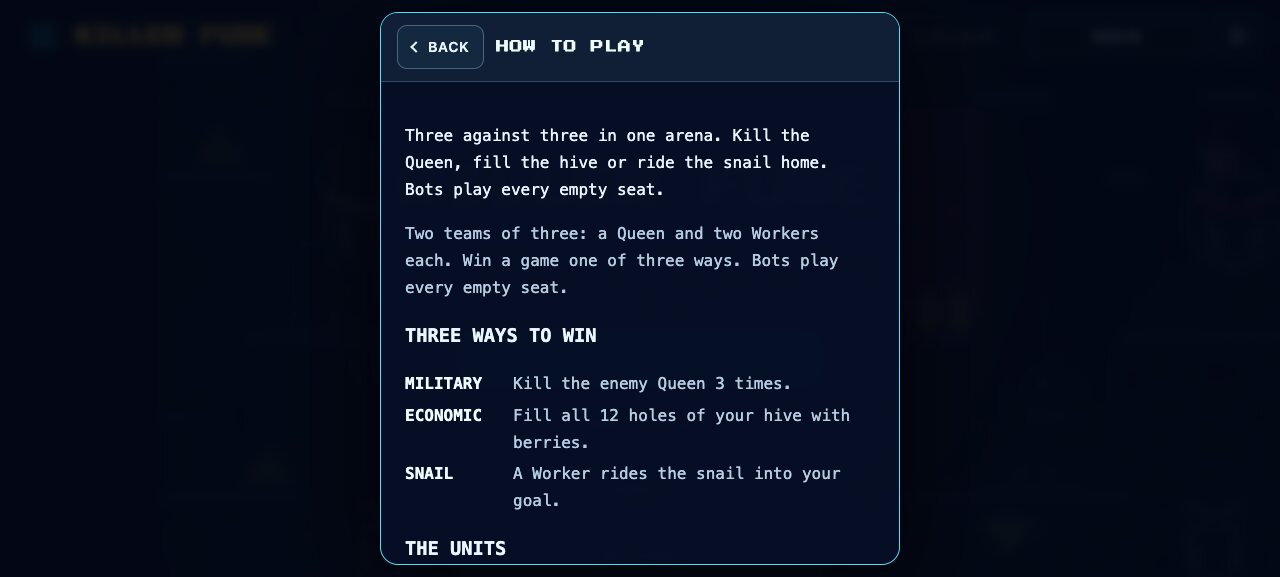 BACK
HOW TO PLAY
Three against three in one arena. Kill the
Queen, fill the hive or ride the snail home.
Bots play every empty seat.
Two teams of three: a Queen and two Workers
each. Win a game one of three ways. Bots play
every empty seat.
THREE WAYS TO WIN
MILITARY Kill the enemy Queen 3 times.
ECONOMIC Fill all 12 holes of your hive with
berries.
SNAIL A Worker rides the snail into your
goal.
THE UNITS